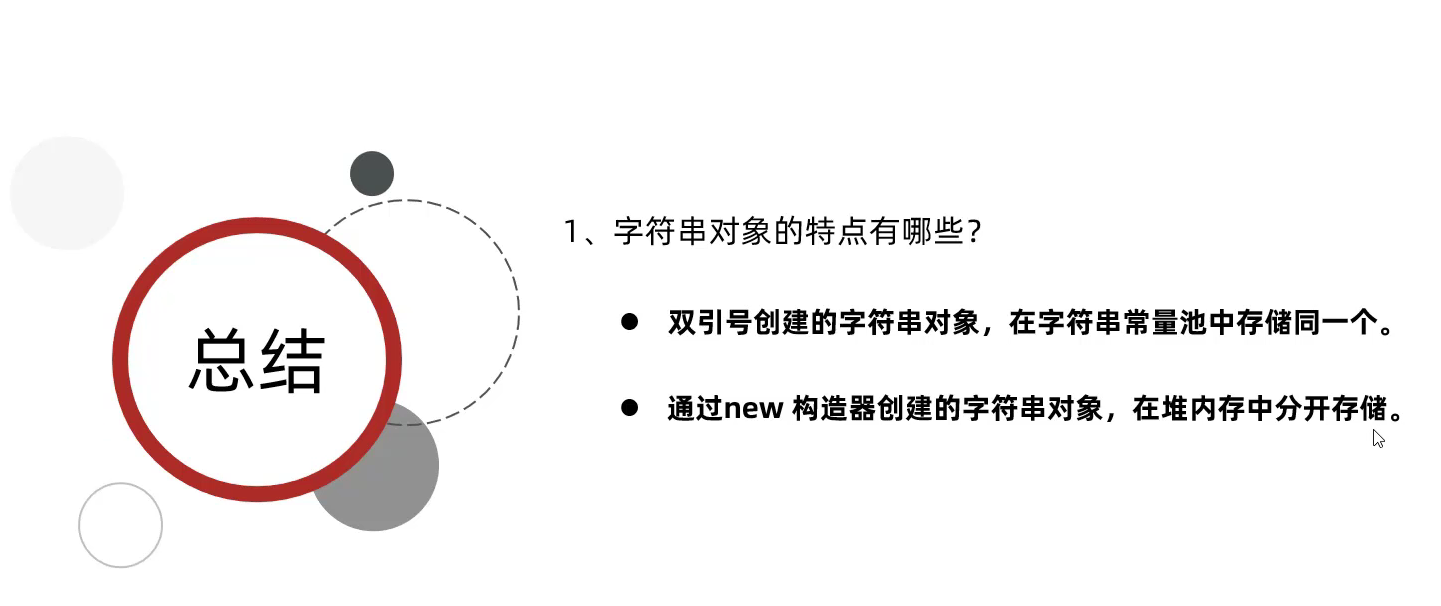 总结
1、字符串对象的特点有哪些？
● 双引号创建的字符串对象，在字符串常量池中存储同一个。
● 通过new 构造器创建的字符串对象，在堆内存中分开存储。